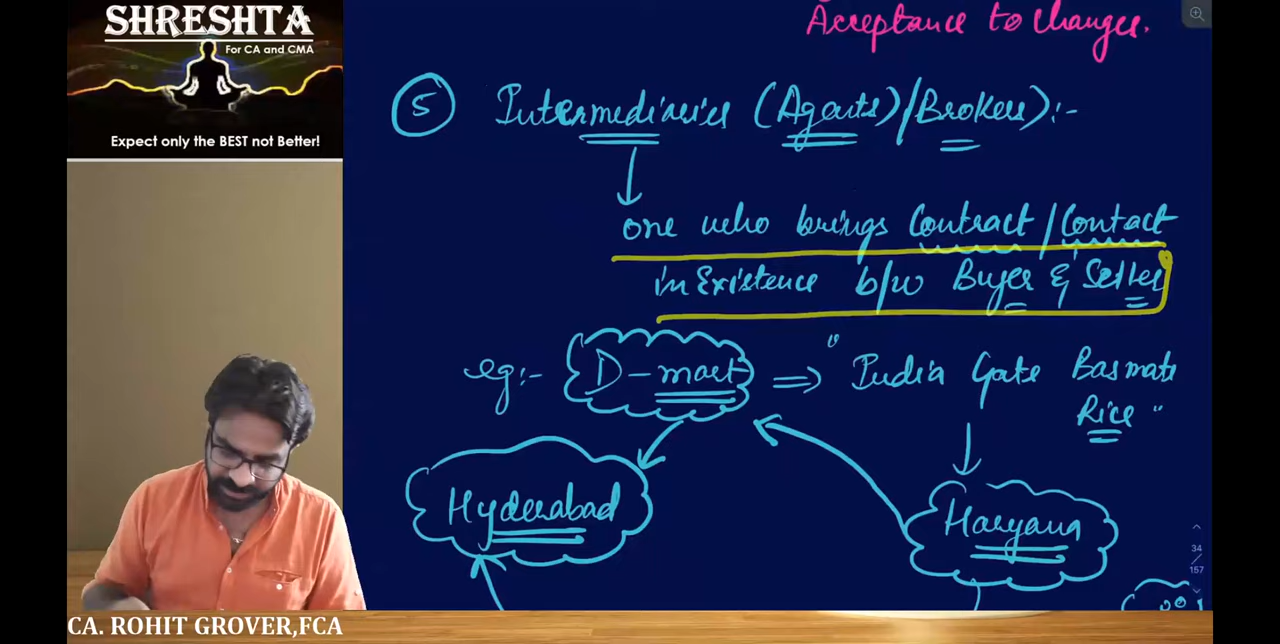 SHRESHTA
For CA and CMA
Expect only the BEST not Better!
Acceptance to Changes.
5 Intermediaries (Agents)/Brokers):-
one who brings Contract/Contact
in Existence b/w Buyer & Seller
eg:- D-mart ⇒ "India Gate Basmati
Rice"
Hyderabad
Haryana
34
/
157
CA. ROHIT GROVER,FCA